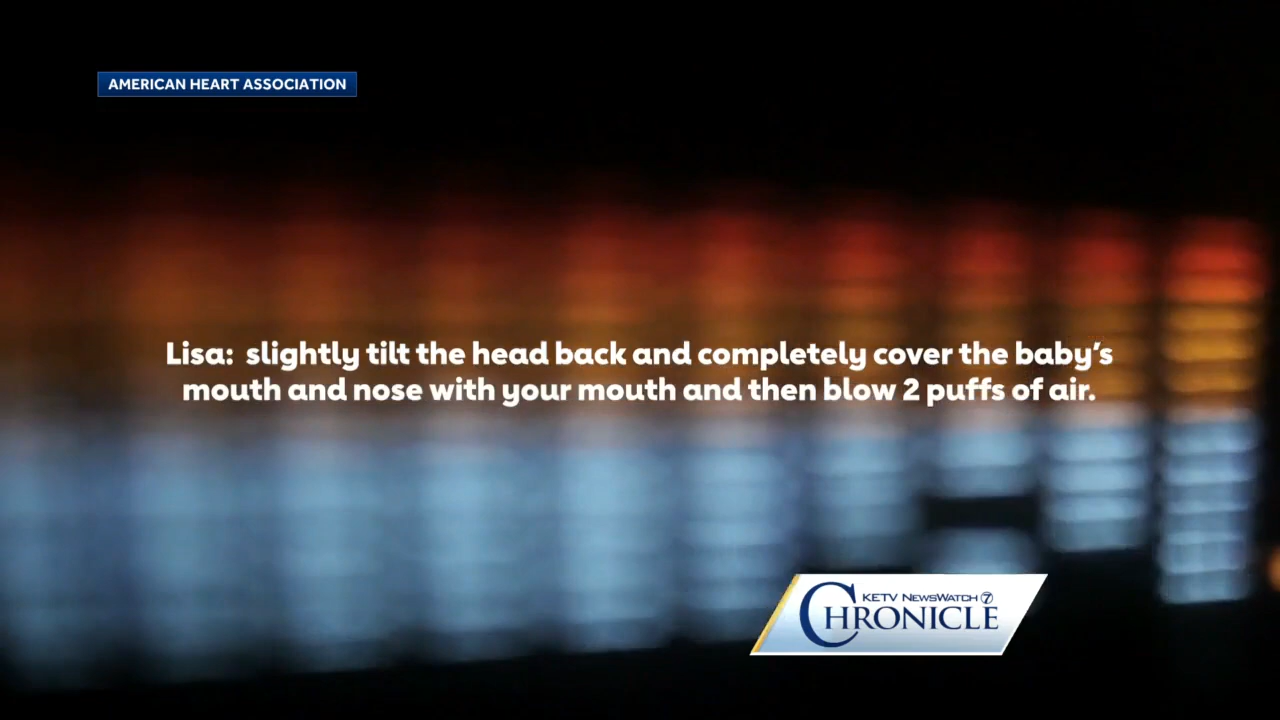 AMERICAN HEART ASSOCIATION
Lisa:  slightly tilt the head back and completely cover the baby's
mouth and nose with your mouth and then blow 2 puffs of air.
KETV NEWSWATCH 7
CHRONICLE